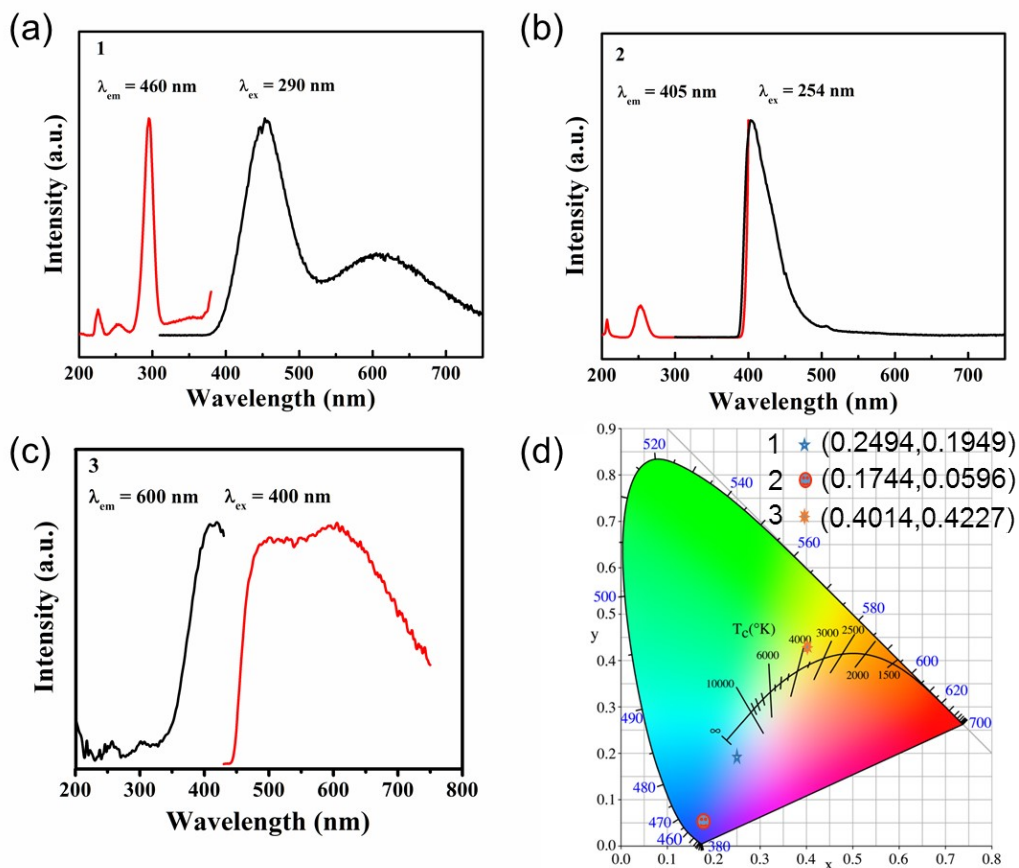 (a)
1
λem = 460 nm λex = 290 nm
Intensity (a.u.)
200 300 400 500 600 700
Wavelength (nm)
(b)
2
λem = 405 nm λex = 254 nm
Intensity (a.u.)
200 300 400 500 600 700
Wavelength (nm)
(c)
3
λem = 600 nm λex = 400 nm
Intensity (a.u.)
200 300 400 500 600 700 800
Wavelength (nm)
(d)
1 (0.2494,0.1949)
2 (0.1744,0.0596)
3 (0.4014,0.4227)
0.9
0.8
0.7
0.6
0.5
y
0.4
0.3
0.2
0.1
0.0
0.0 0.1 0.2 0.3 0.4 0.5 0.6 0.7 0.8
x
520
540
560
500
580
Tc(°K)
4000 3000 2500
6000
2000 1500
600
10000
620
490
700
∞
480
470
460
380